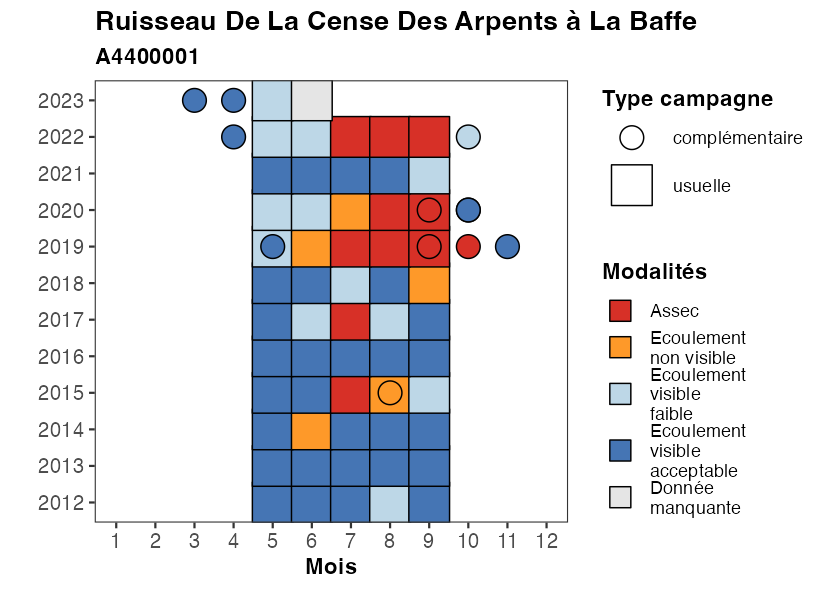 Ruisseau De La Cense Des Arpents à La Baffe
A4400001
2023
2022
2021
2020
2019
2018
2017
2016
2015
2014
2013
2012
1 2 3 4 5 6 7 8 9 10 11 12
Mois
Type campagne
complémentaire
usuelle
Modalités
Assec
Ecoulement
non visible
Ecoulement
visible
faible
Ecoulement
visible
acceptable
Donnée
manquante